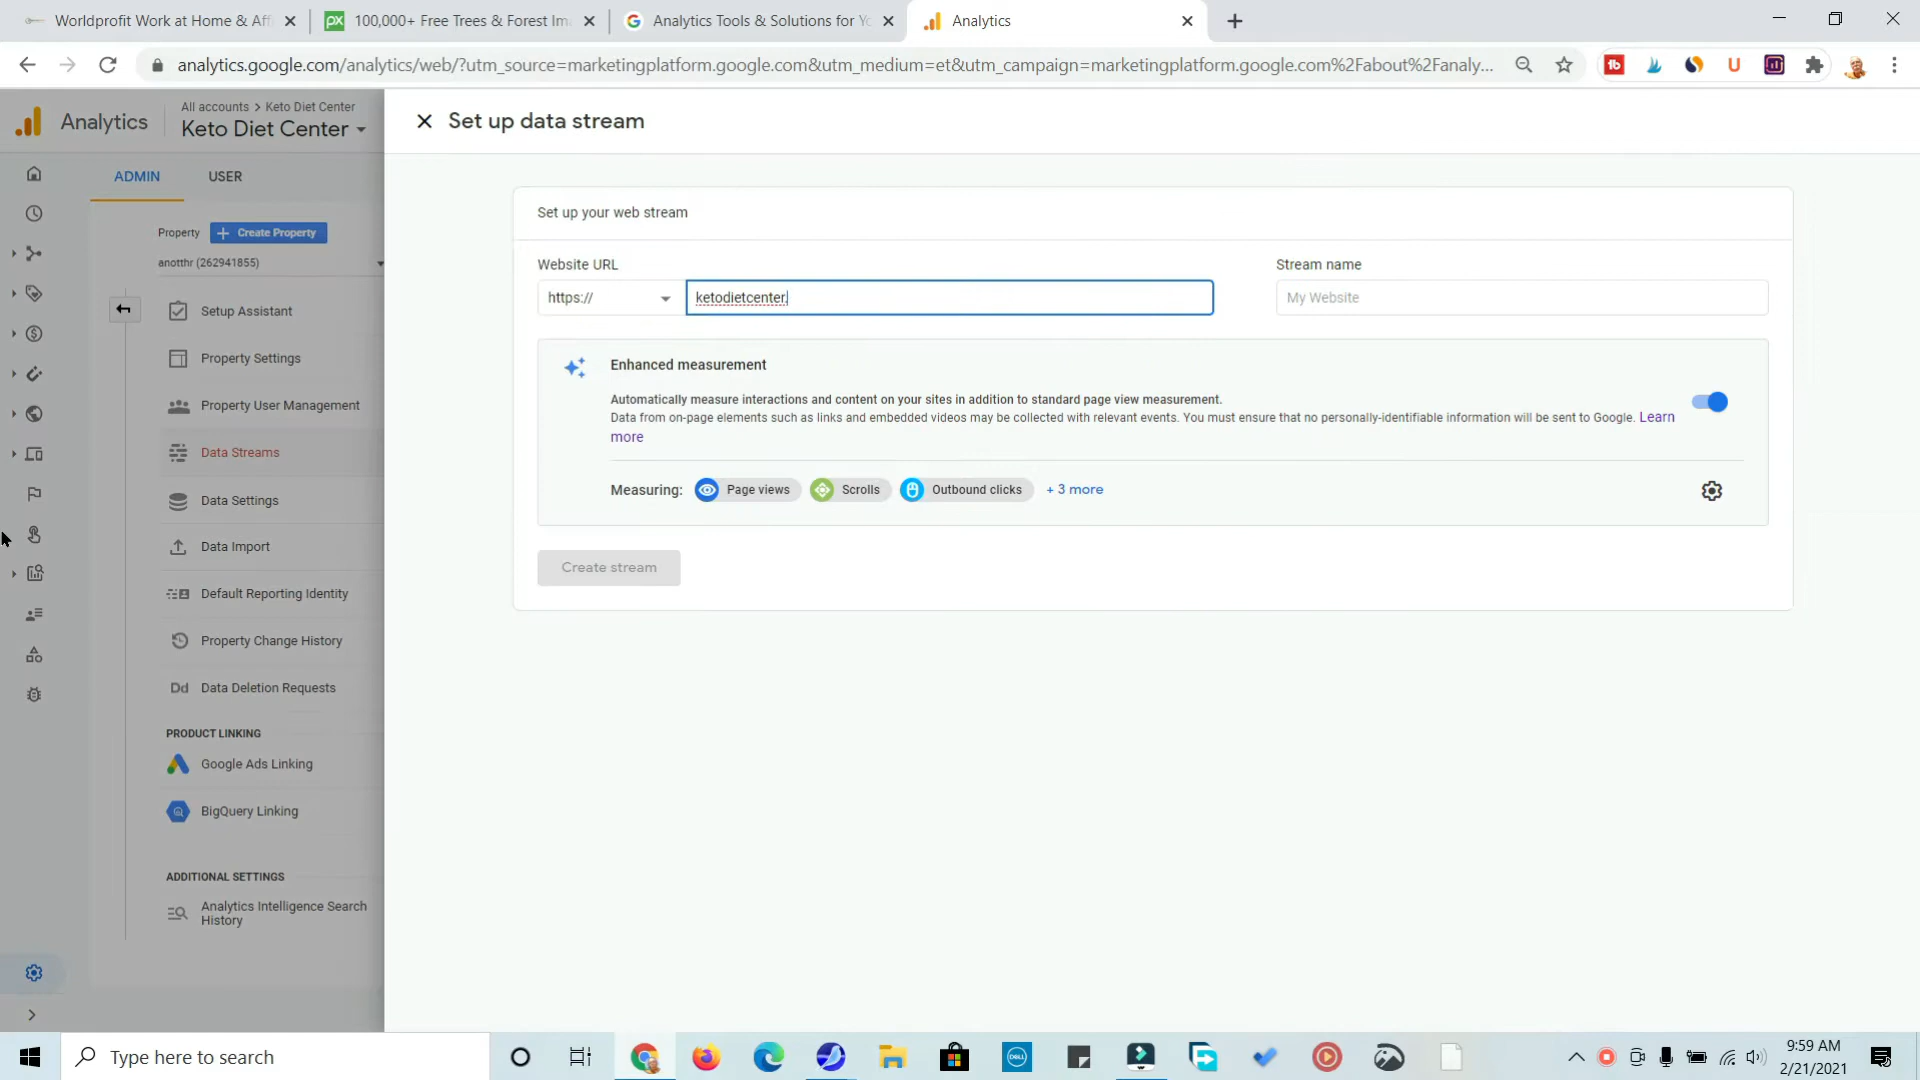 Worldprofit Work at Home & Aff
100,000+ Free Trees & Forest Im
Analytics Tools & Solutions for Yo
Analytics
analytics.google.com/analytics/web/?utm_source=marketingplatform.google.com&utm_medium=et&utm_campaign=marketingplatform.google.com%2Fabout%2Fanaly...
Analytics
All accounts > Keto Diet Center
Keto Diet Center
Set up data stream
ADMIN
USER
Property
Create Property
anotthr (262941855)
Setup Assistant
Property Settings
Property User Management
Data Streams
Data Settings
Data Import
Default Reporting Identity
Property Change History
Dd Data Deletion Requests
PRODUCT LINKING
Google Ads Linking
BigQuery Linking
ADDITIONAL SETTINGS
Analytics Intelligence Search
History
Set up your web stream
Website URL
Stream name
https://
ketodietcenter.
My Website
Enhanced measurement
Automatically measure interactions and content on your sites in addition to standard page view measurement.
Data from on-page elements such as links and embedded videos may be collected with relevant events. You must ensure that no personally-identifiable information will be sent to Google. Learn
more
Measuring:
Page views
Scrolls
Outbound clicks
+ 3 more
Create stream
Type here to search
9:59 AM
2/21/2021